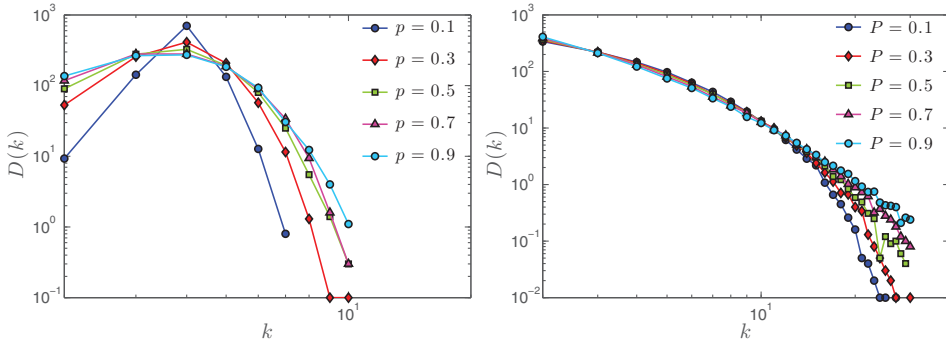 10^3
10^2
10^1
10^0
10^{-1}
D(k)
10^1
k
p = 0.1
p = 0.3
p = 0.5
p = 0.7
p = 0.9
10^3
10^2
10^1
10^0
10^{-1}
10^{-2}
D(k)
10^1
k
P = 0.1
P = 0.3
P = 0.5
P = 0.7
P = 0.9